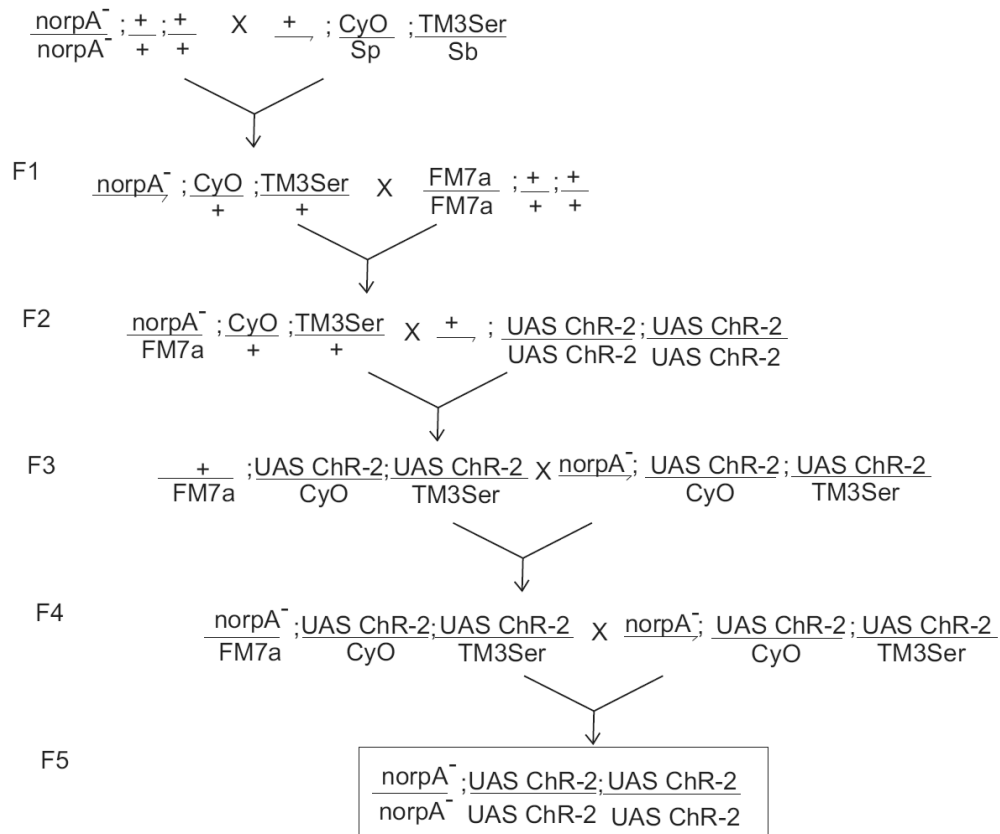 norpA⁻ ; + ; + X + ; CyO ; TM3Ser
norpA⁻ + + Sp Sb
F1
norpA⁻ ; CyO ; TM3Ser X FM7a ; + ; +
+ + FM7a + +
F2
norpA⁻ ; CyO ; TM3Ser X + ; UAS ChR-2 ; UAS ChR-2
FM7a + + UAS ChR-2 UAS ChR-2
F3
+ ; UAS ChR-2 ; UAS ChR-2 X norpA⁻ ; UAS ChR-2 ; UAS ChR-2
FM7a CyO TM3Ser CyO TM3Ser
F4
norpA⁻ ; UAS ChR-2 ; UAS ChR-2 X norpA⁻ ; UAS ChR-2 ; UAS ChR-2
FM7a CyO TM3Ser CyO TM3Ser
F5
norpA⁻ ; UAS ChR-2 ; UAS ChR-2
norpA⁻ UAS ChR-2 UAS ChR-2